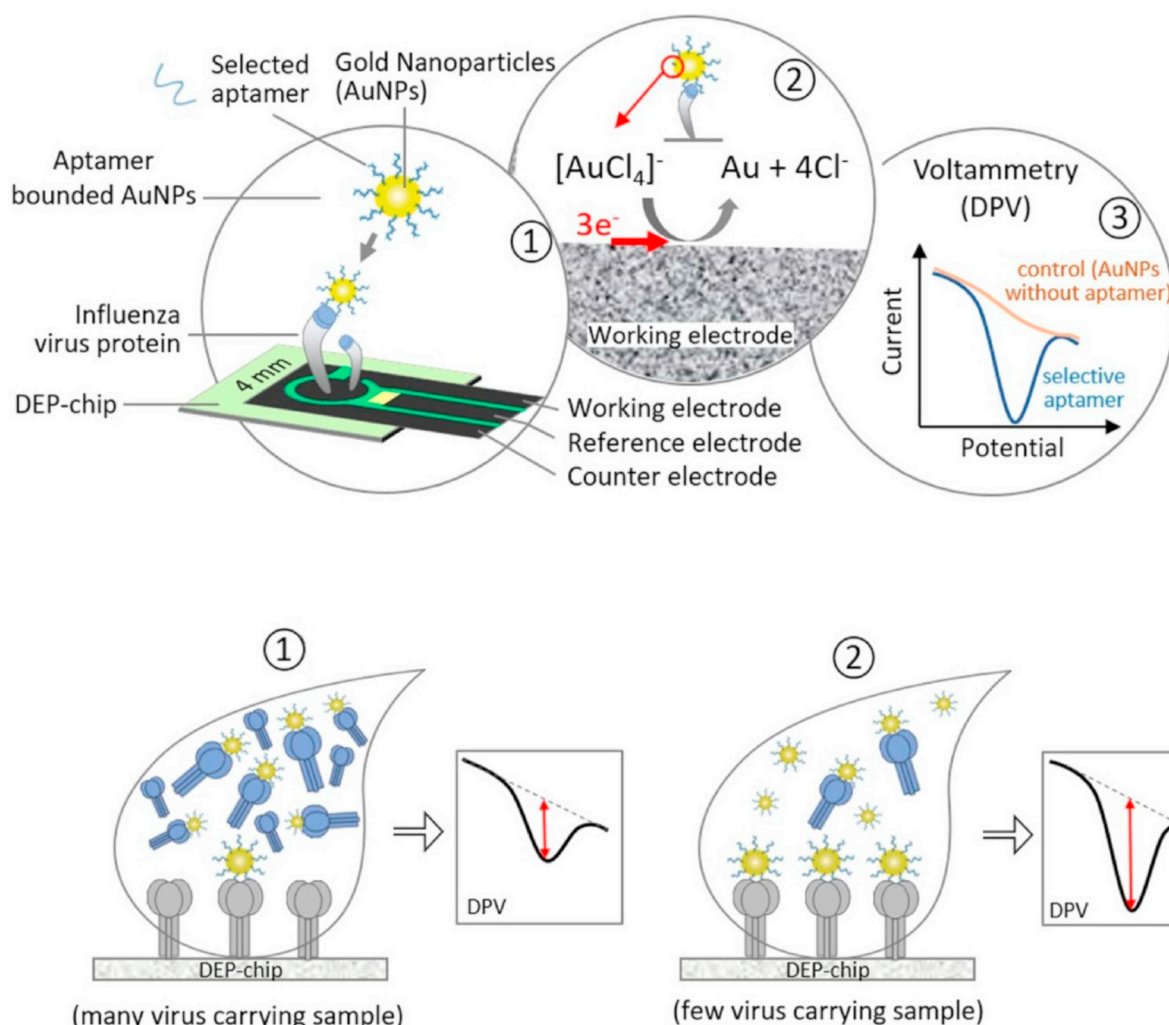 Selected
aptamer
Gold Nanoparticles
(AuNPs)
Aptamer
bounded AuNPs
Influenza
virus protein
DEP-chip
4 mm
①
Working electrode
Reference electrode
Counter electrode
②
[AuCl₄]⁻
Au + 4Cl⁻
3e⁻
Working electrode
Voltammetry
(DPV)
③
control (AuNPs
without aptamer)
Current
selective
aptamer
Potential
①
DPV
DEP-chip
(many virus carrying sample)
②
DPV
DEP-chip
(few virus carrying sample)